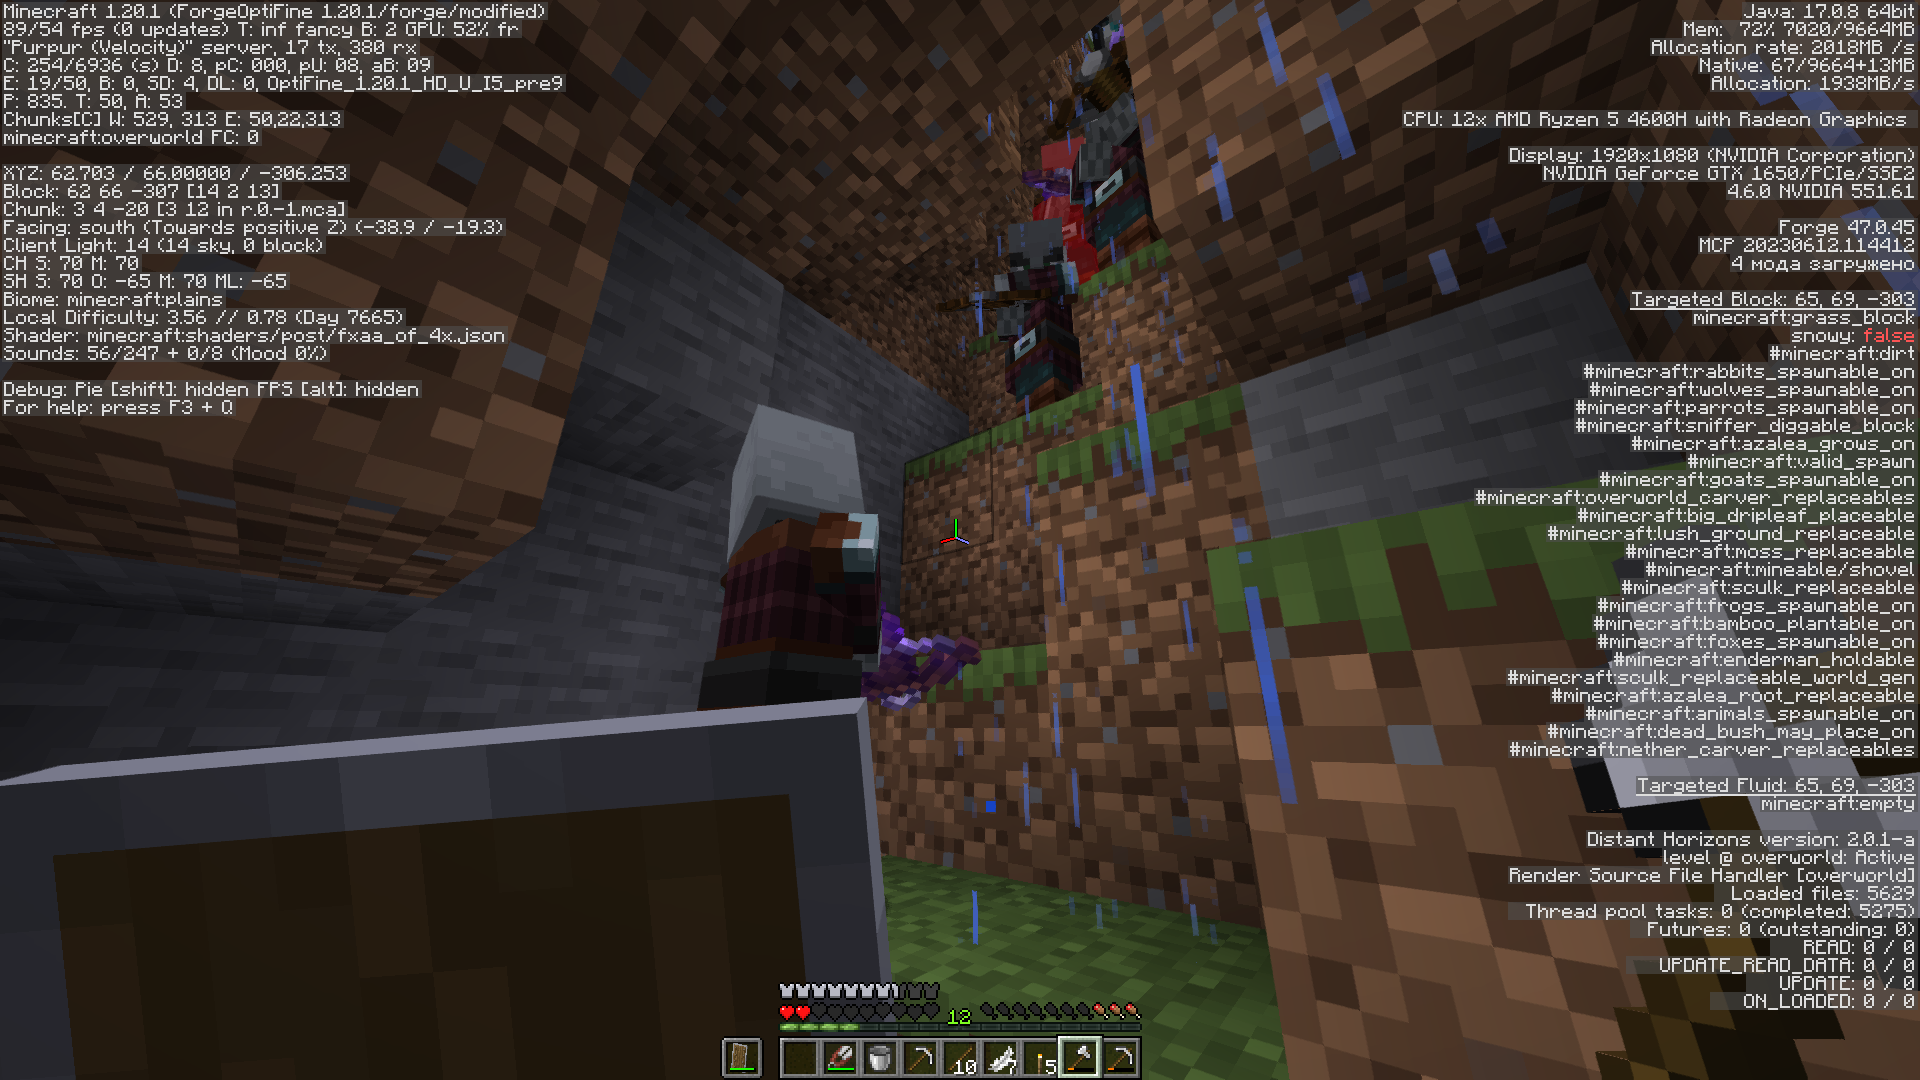 Minecraft 1.20.1 (ForgeOptiFine 1.20.1/forge/modified)
89/54 fps (0 updates) T: inf fancy B: 2 GPU: 52% fr
"Purpur (Velocity)" server, 17 tx, 380 rx
C: 254/6936 (s) D: 8, pC: 000, pU: 08, aB: 09
E: 19/50, B: 0, SD: 4, DL: 0, OptiFine_1.20.1_HD_U_I5_pre9
P: 835. T: 50, A: 53
Chunks[C] W: 529, 313 E: 50,22,313
minecraft:overworld FC: 0
XYZ: 62.703 / 66.00000 / -306.253
Block: 62 66 -307 [14 2 13]
Chunk: 3 4 -20 [3 12 in r.0.-1.mca]
Facing: south (Towards positive Z) (-38.9 / -19.3)
Client Light: 14 (14 sky, 0 block)
CH S: 70 M: 70
SH S: 70 O: -65 M: 70 ML: -65
Biome: minecraft:plains
Local Difficulty: 3.56 // 0.78 (Day 7665)
Shader: minecraft:shaders/post/fxaa_of_4x.json
Sounds: 56/247 + 0/8 (Mood 0%)
Debug: Pie [shift]: hidden FPS [alt]: hidden
For help: press F3 + Q
Java: 17.0.8 64bit
Mem: 72% 7020/9664MB
Allocation rate: 2018MB /s
Native: 67/9664+13MB
Allocation: 1938MB/s
CPU: 12x AMD Ryzen 5 4600H with Radeon Graphics
Display: 1920x1080 (NVIDIA Corporation)
NVIDIA GeForce GTX 1650/PCIe/SSE2
4.6.0 NVIDIA 551.61
Forge 47.0.45
MCP 20230612.114412
4 мода загружено
Targeted Block: 65, 69, -303
minecraft:grass_block
snowy: false
#minecraft:dirt
#minecraft:rabbits_spawnable_on
#minecraft:wolves_spawnable_on
#minecraft:parrots_spawnable_on
#minecraft:sniffer_diggable_block
#minecraft:azalea_grows_on
#minecraft:valid_spawn
#minecraft:goats_spawnable_on
#minecraft:overworld_carver_replaceables
#minecraft:big_dripleaf_placeable
#minecraft:lush_ground_replaceable
#minecraft:moss_replaceable
#minecraft:mineable/shovel
#minecraft:sculk_replaceable
#minecraft:frogs_spawnable_on
#minecraft:bamboo_plantable_on
#minecraft:foxes_spawnable_on
#minecraft:enderman_holdable
#minecraft:sculk_replaceable_world_gen
#minecraft:azalea_root_replaceable
#minecraft:animals_spawnable_on
#minecraft:dead_bush_may_place_on
#minecraft:nether_carver_replaceables
Targeted Fluid: 65, 69, -303
minecraft:empty
Distant Horizons version: 2.0.1-a
level @ overworld: Active
Render Source File Handler [overworld]
Loaded files: 5629
Thread pool tasks: 0 (completed: 5275)
Futures: 0 (outstanding: 0)
READ: 0 / 0
UPDATE_READ_DATA: 0 / 0
UPDATE: 0 / 0
ON_LOADED: 0 / 0
12
10 7 5